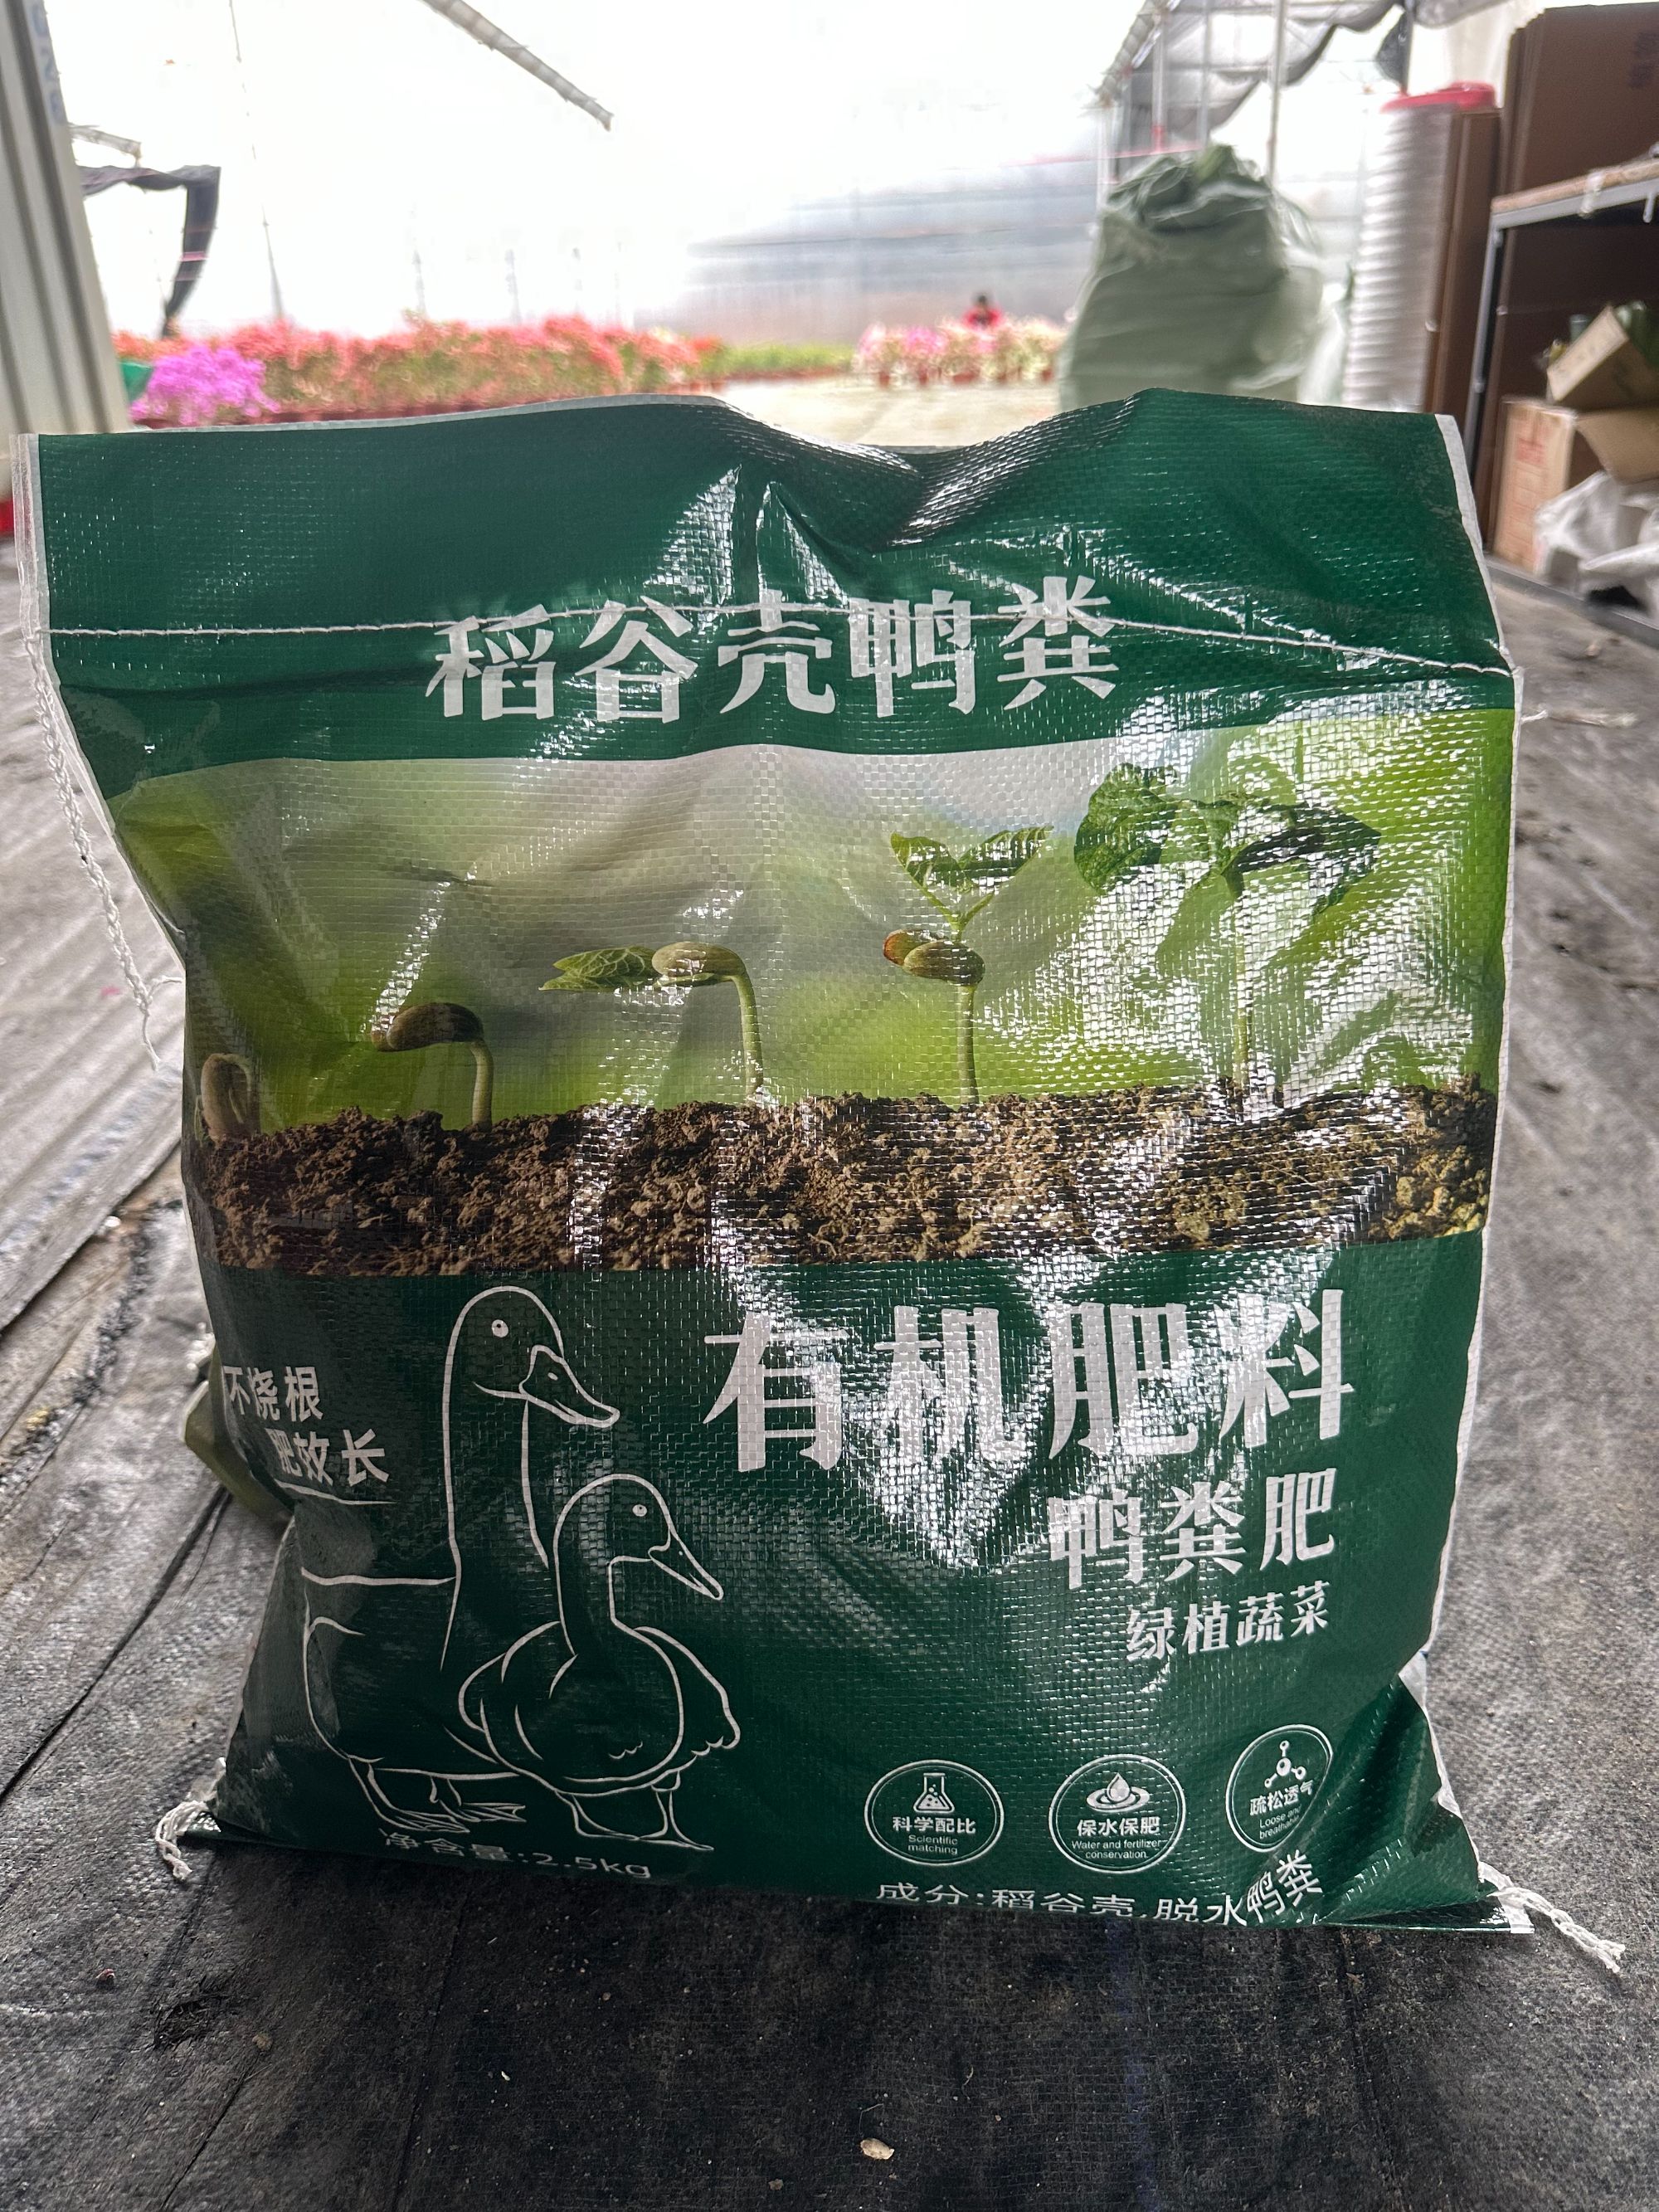 稻谷壳鸭粪
有机肥料
不烧根
肥效长
鸭粪肥
绿植蔬菜
科学配比
Scientific
matching
保水保肥
Water and fertilizer
conservation
疏松透气
Loose and
净含量:2.5kg
成分:稻谷壳,脱水鸭粪